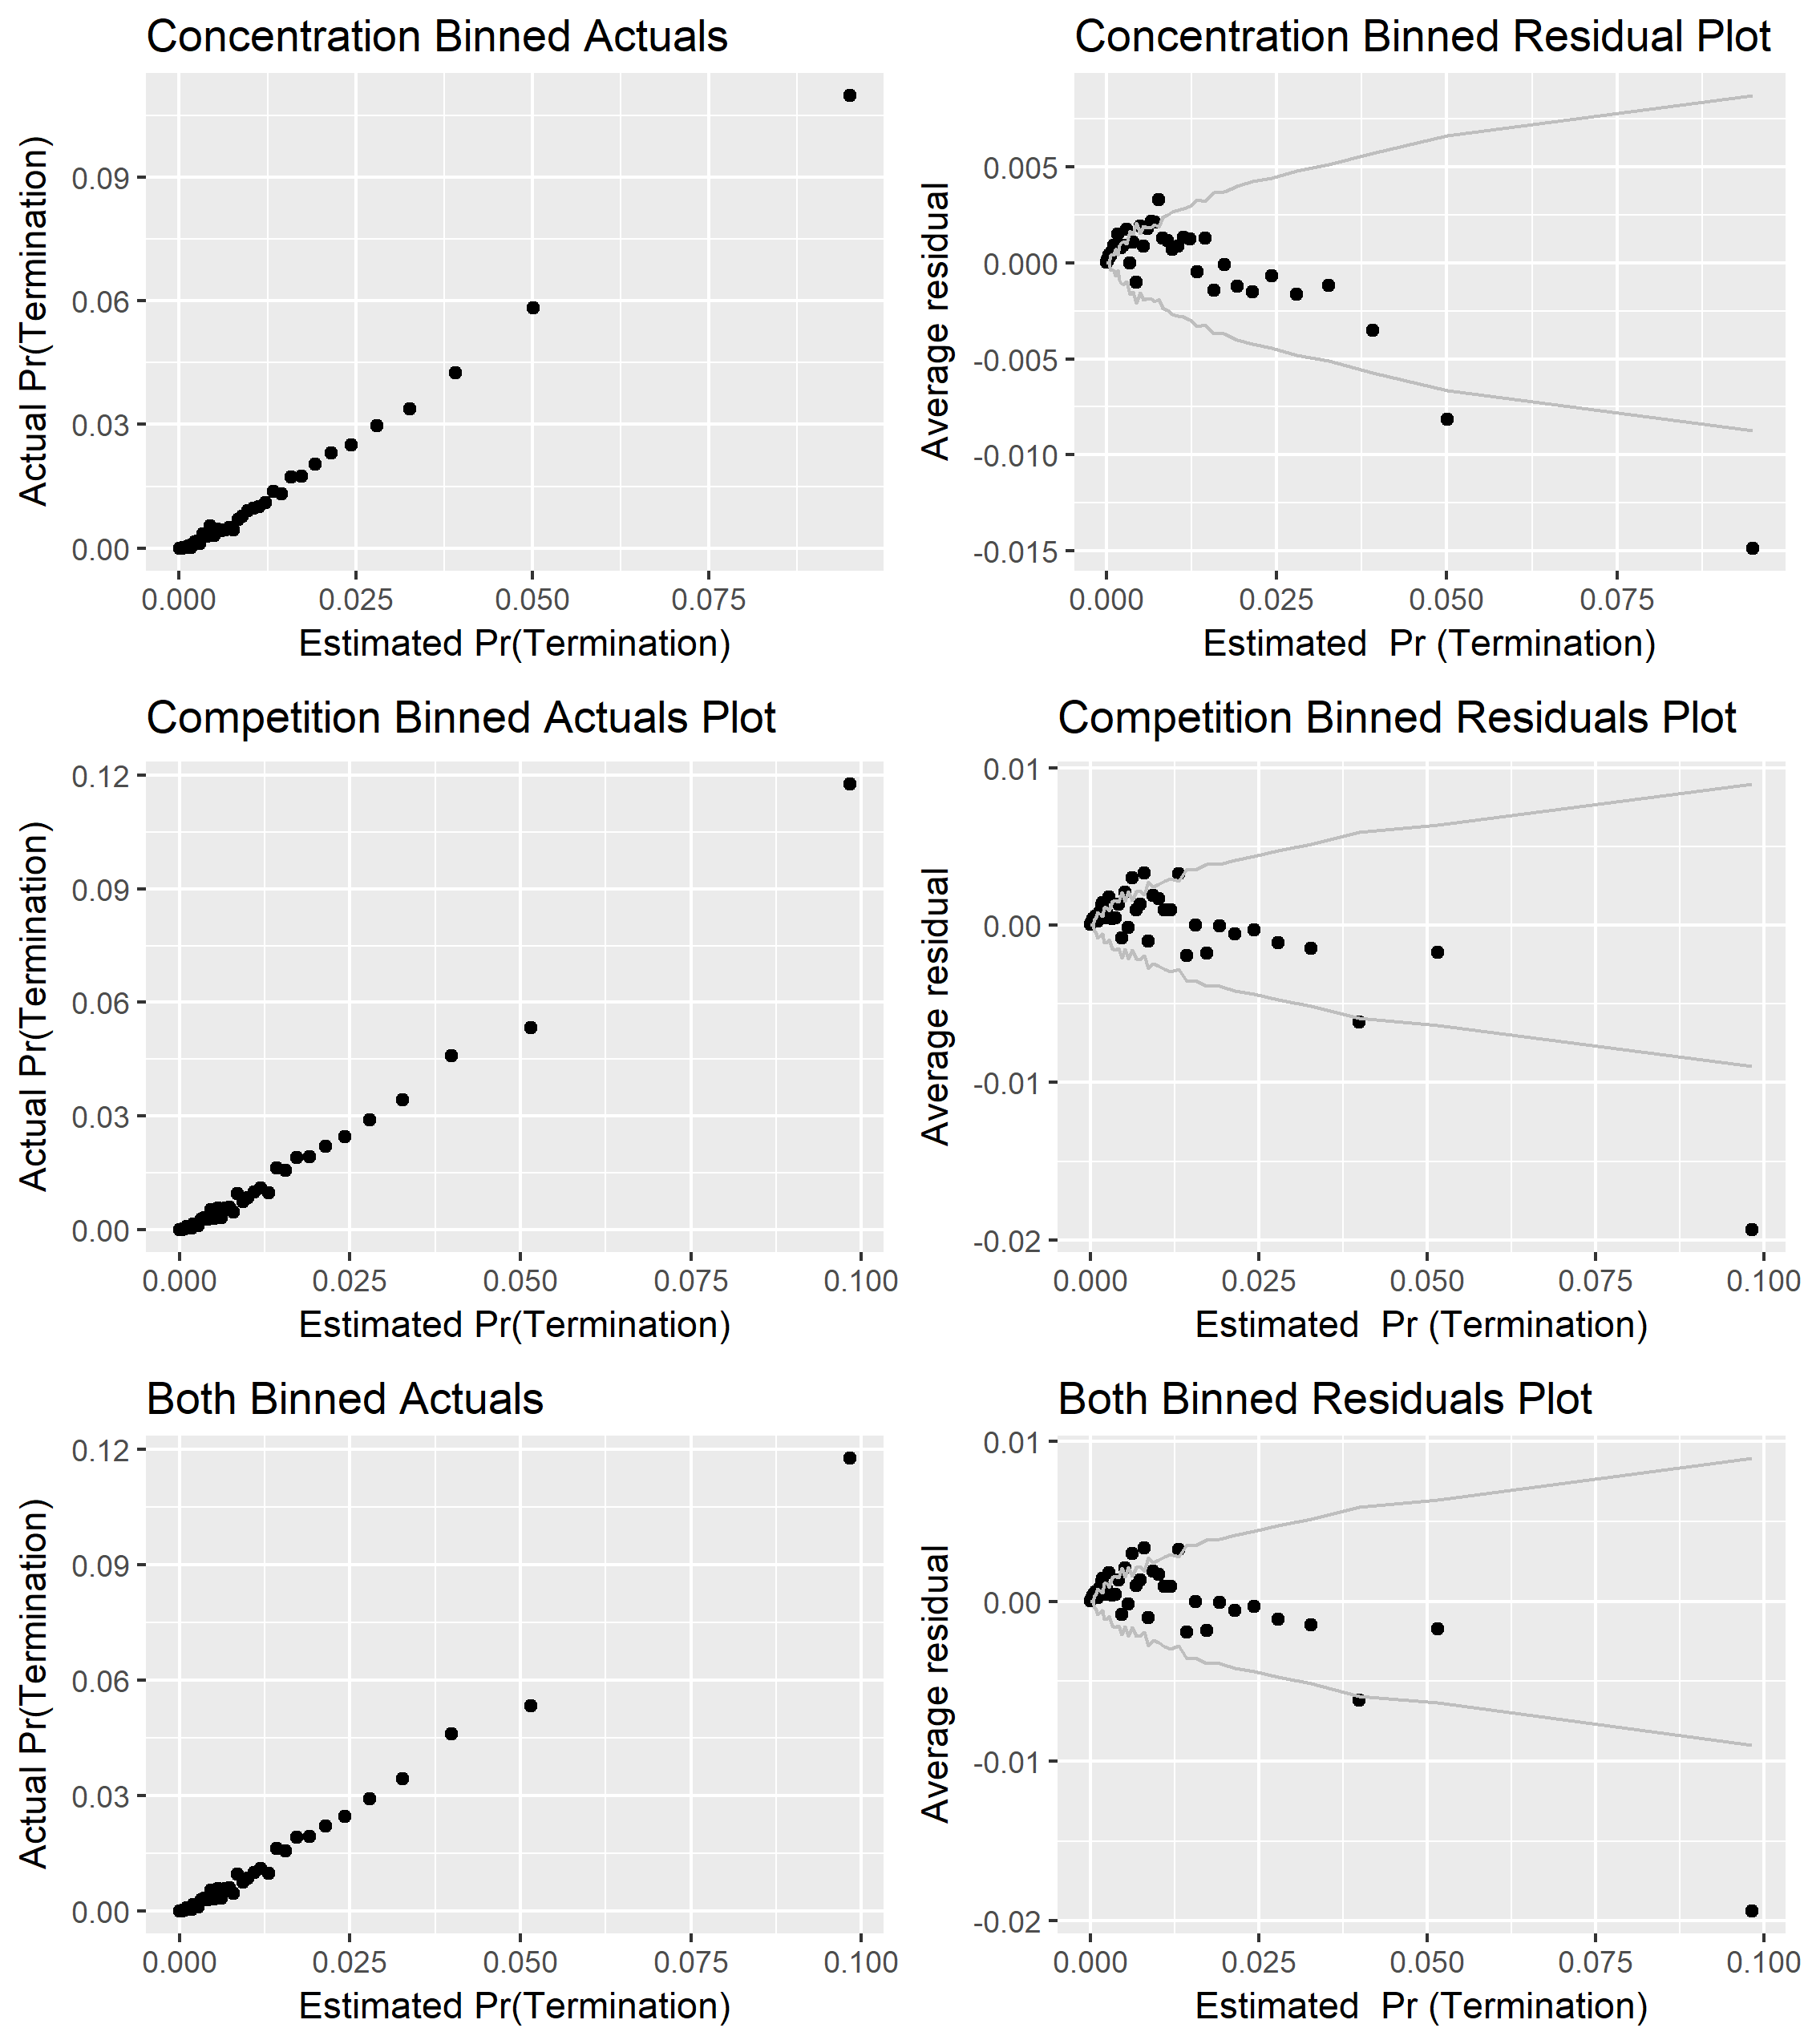 Concentration Binned Actuals
Actual Pr(Termination)
0.09
0.06
0.03
0.00
0.000 0.025 0.050 0.075
Estimated Pr(Termination)
Concentration Binned Residual Plot
Average residual
0.005
0.000
-0.005
-0.010
-0.015
0.000 0.025 0.050 0.075
Estimated  Pr (Termination)
Competition Binned Actuals Plot
Actual Pr(Termination)
0.12
0.09
0.06
0.03
0.00
0.000 0.025 0.050 0.075 0.100
Estimated Pr(Termination)
Competition Binned Residuals Plot
Average residual
0.01
0.00
-0.01
-0.02
0.000 0.025 0.050 0.075 0.100
Estimated  Pr (Termination)
Both Binned Actuals
Actual Pr(Termination)
0.12
0.09
0.06
0.03
0.00
0.000 0.025 0.050 0.075 0.100
Estimated Pr(Termination)
Both Binned Residuals Plot
Average residual
0.01
0.00
-0.01
-0.02
0.000 0.025 0.050 0.075 0.100
Estimated  Pr (Termination)